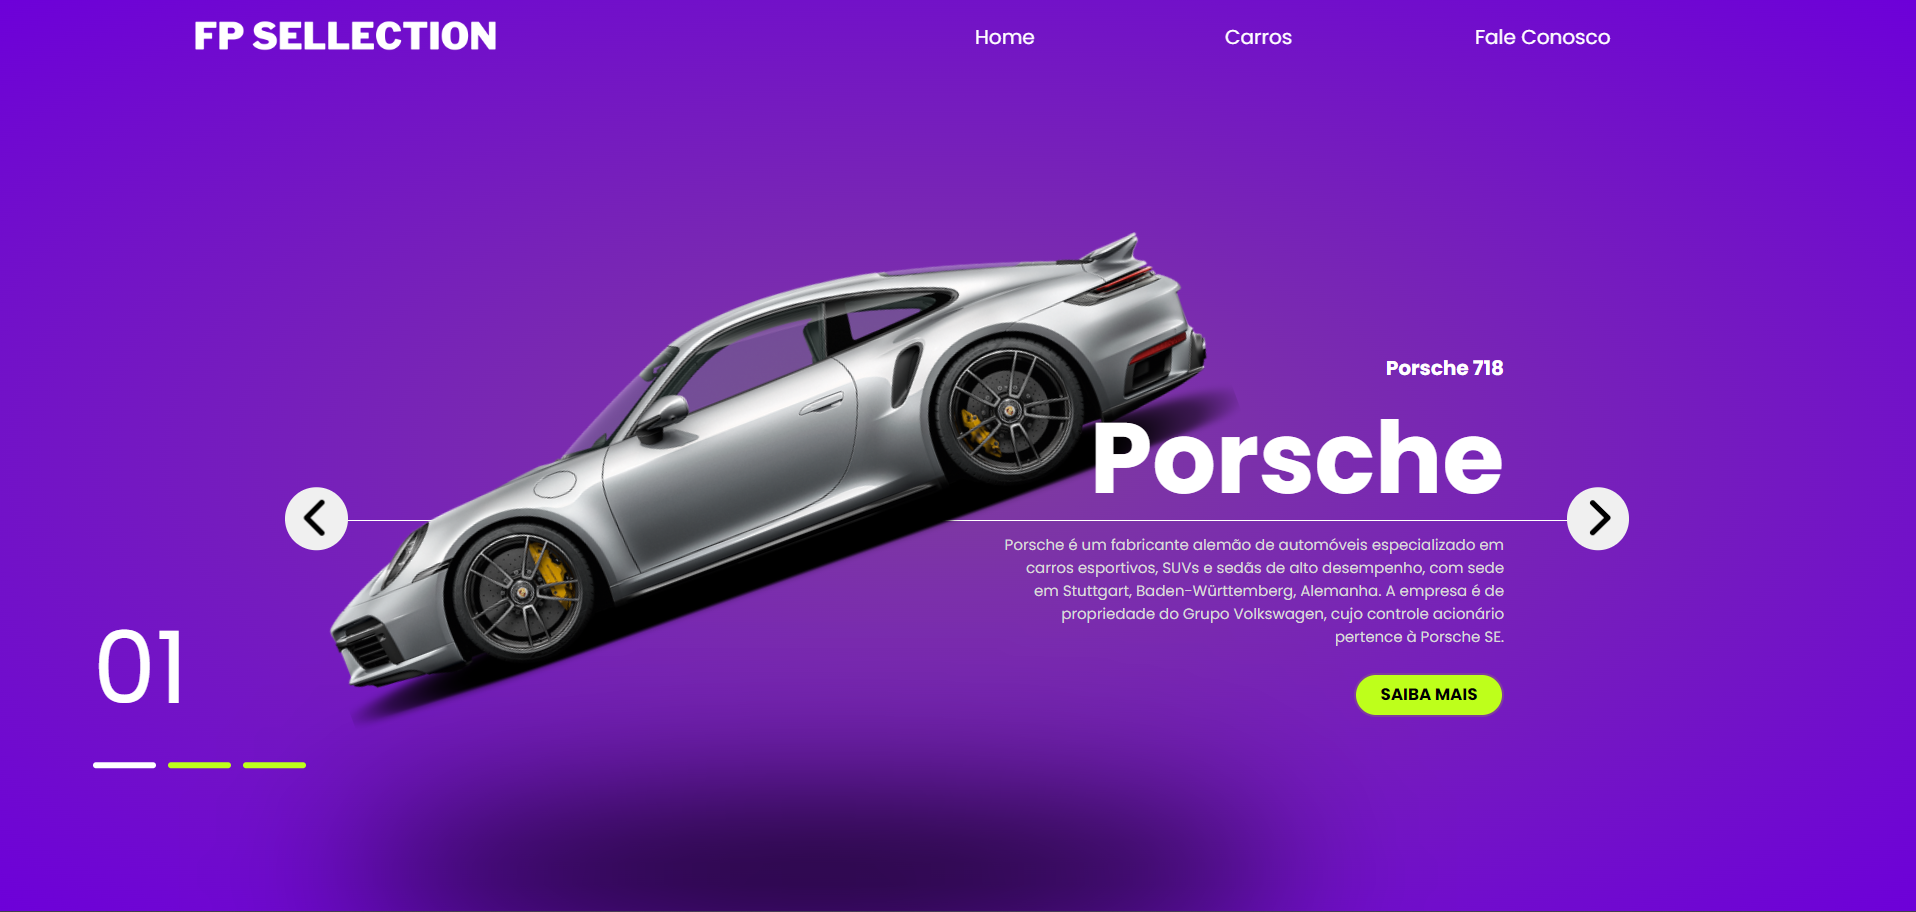 FP SELLECTION
Home
Carros
Fale Conosco
Porsche 718
Porsche
Porsche é um fabricante alemão de automóveis especializado em
carros esportivos, SUVs e sedãs de alto desempenho, com sede
em Stuttgart, Baden-Württemberg, Alemanha. A empresa é de
propriedade do Grupo Volkswagen, cujo controle acionário
pertence à Porsche SE.
SAIBA MAIS
01